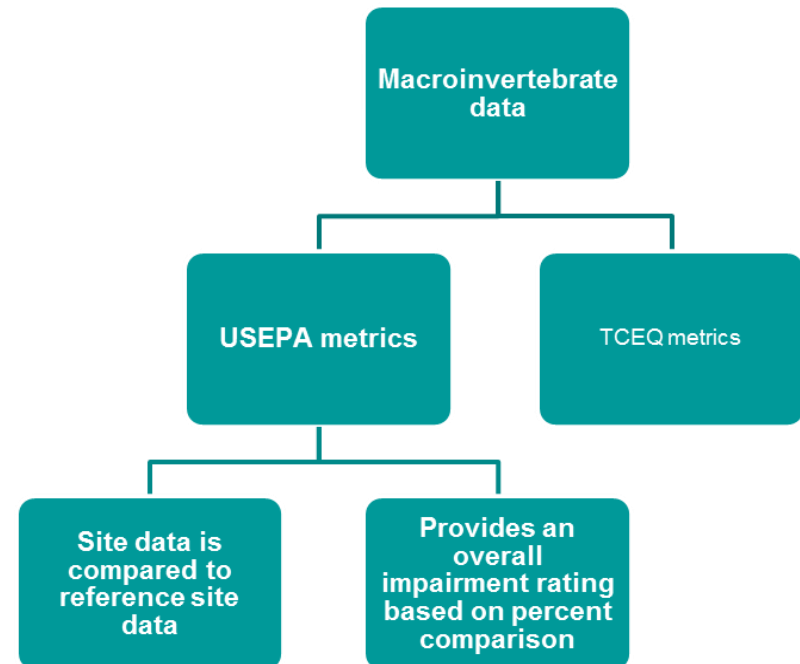 Macroinvertebrate
data
USEPA metrics
TCEQ metrics
Site data is
compared to
reference site
data
Provides an
overall
impairment rating
based on percent
comparison